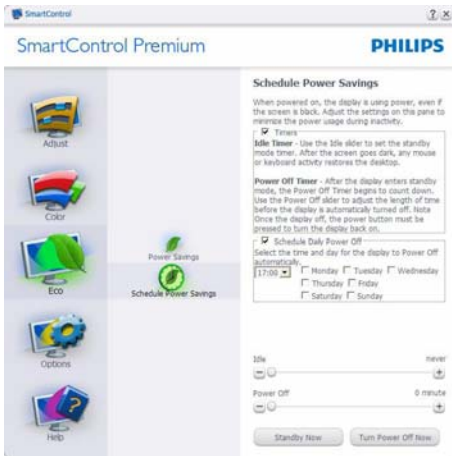 SmartControl
SmartControl Premium
PHILIPS
Adjust
Color
Eco
Options
Help
Power Savings
Schedule Power Savings
Schedule Power Savings
When powered on, the display is using power, even if
the screen is black. Adjust the settings on this pane to
minimize the power usage during inactivity.
Timers
Idle Timer - Use the Idle slider to set the standby
mode timer. After the screen goes dark, any mouse
or keyboard activity restores the desktop.
Power Off Timer - After the display enters standby
mode, the Power Off Timer begins to count down.
Use the Power Off slider to adjust the length of time
before the display is automatically turned off. Note
Once the display off, the power button must be
pressed to turn the display back on.
Schedule Daily Power Off
Select the time and day for the display to Power Off
automatically.
17:00 Monday Tuesday Wednesday
Thursday Friday
Saturday Sunday
Idle never
Power Off 0 minute
Standby Now Turn Power Off Now